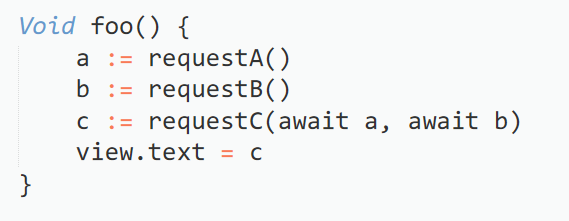 Void foo() {
a := requestA()
b := requestB()
c := requestC(await a, await b)
view.text = c
}